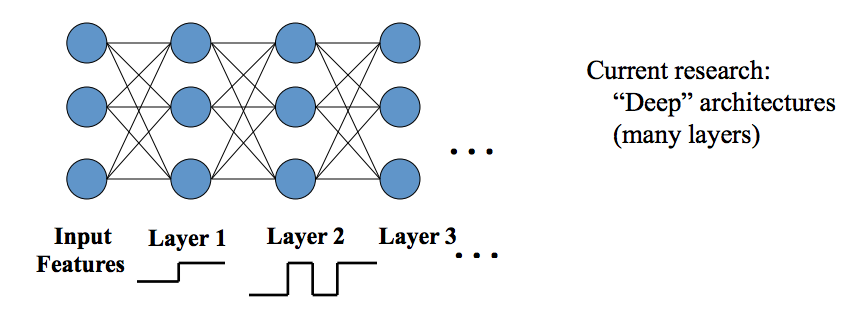 Current research:
“Deep” architectures
(many layers)
. . .
Input Features
Layer 1
Layer 2
Layer 3
. . .